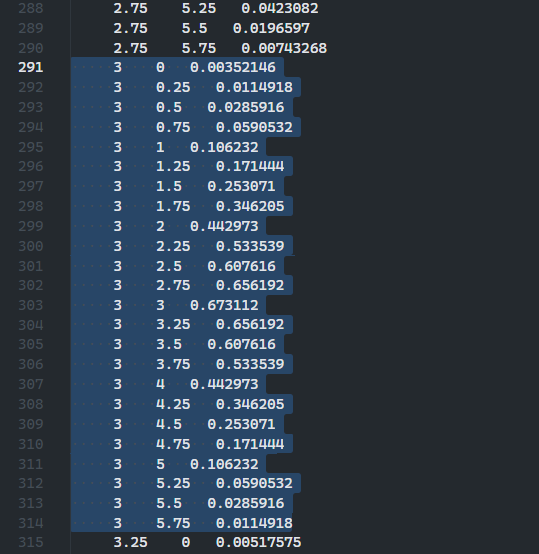 288 2.75 5.25 0.0423082
289 2.75 5.5 0.0196597
290 2.75 5.75 0.00743268
291 3 0 0.00352146
292 3 0.25 0.0114918
293 3 0.5 0.0285916
294 3 0.75 0.0590532
295 3 1 0.106232
296 3 1.25 0.171444
297 3 1.5 0.253071
298 3 1.75 0.346205
299 3 2 0.442973
300 3 2.25 0.533539
301 3 2.5 0.607616
302 3 2.75 0.656192
303 3 3 0.673112
304 3 3.25 0.656192
305 3 3.5 0.607616
306 3 3.75 0.533539
307 3 4 0.442973
308 3 4.25 0.346205
309 3 4.5 0.253071
310 3 4.75 0.171444
311 3 5 0.106232
312 3 5.25 0.0590532
313 3 5.5 0.0285916
314 3 5.75 0.0114918
315 3.25 0 0.00517575